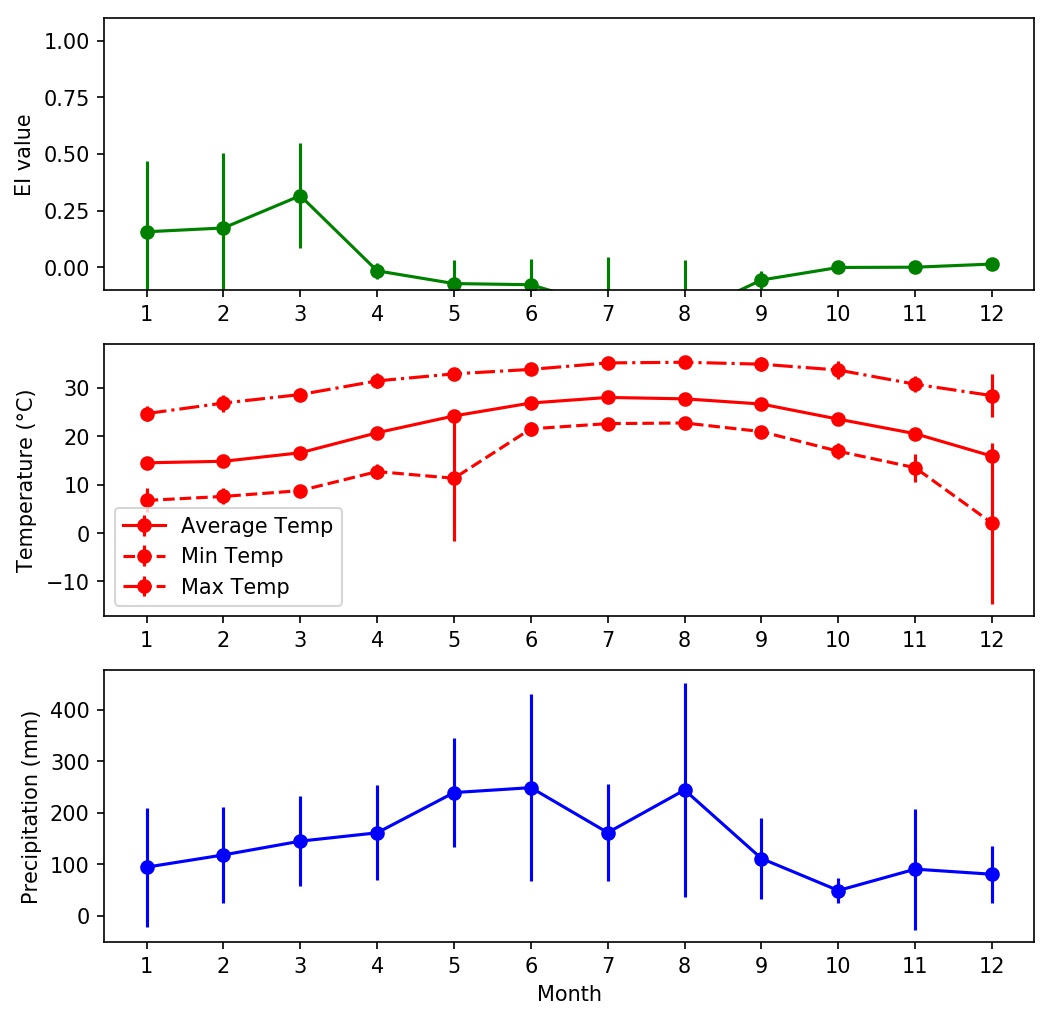 EI value
1.00
0.75
0.50
0.25
0.00
1 2 3 4 5 6 7 8 9 10 11 12
Temperature (°C)
30
20
10
0
−10
Average Temp
Min Temp
Max Temp
1 2 3 4 5 6 7 8 9 10 11 12
Precipitation (mm)
400
300
200
100
0
1 2 3 4 5 6 7 8 9 10 11 12
Month